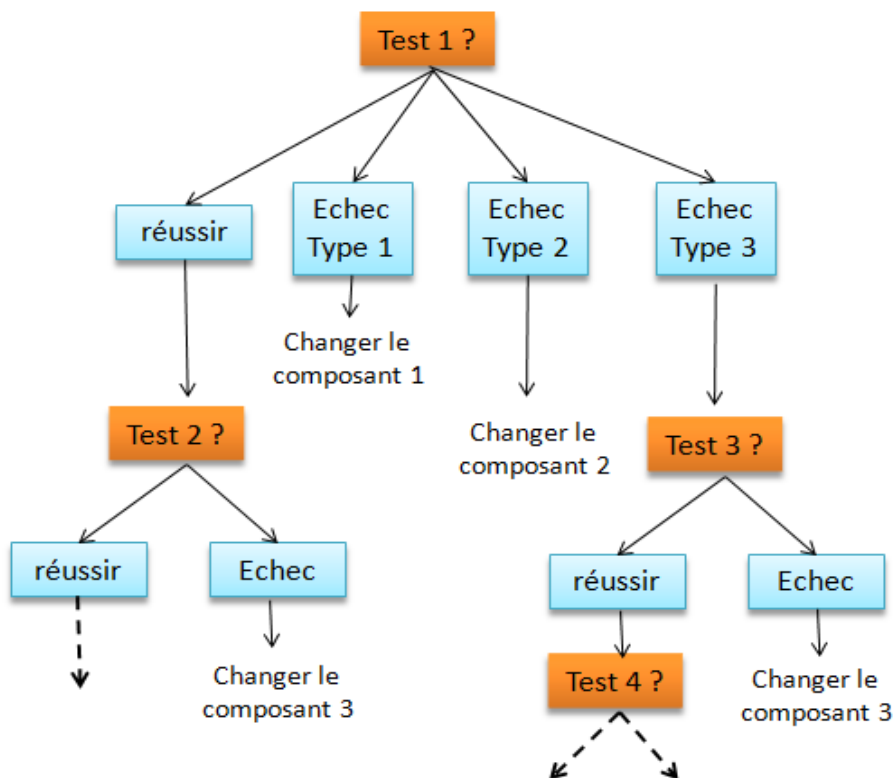 Test 1 ?
réussir
Echec
Type 1
Echec
Type 2
Echec
Type 3
Changer le
composant 1
Test 2 ?
Changer le
composant 2
Test 3 ?
réussir
Echec
réussir
Echec
Changer le
composant 3
Test 4 ?
Changer le
composant 3